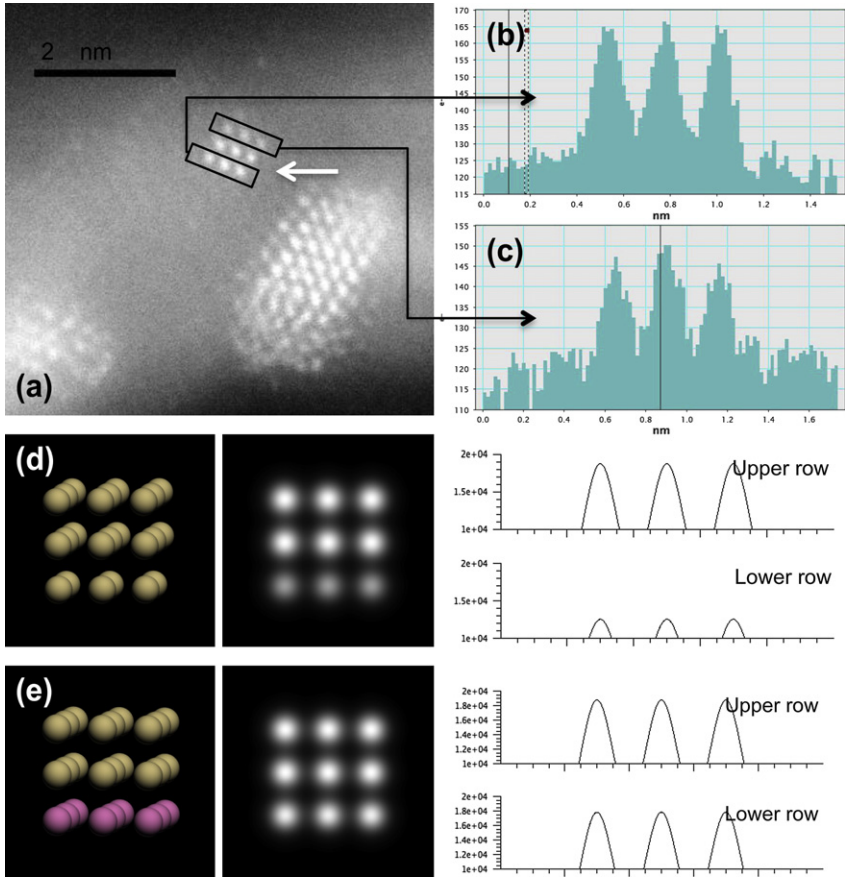 2 nm
(a)
(b)
170
165
160
155
150
145
140
135
130
125
120
115
0.0 0.2 0.4 0.6 0.8 1.0 1.2 1.4
nm
(c)
155
150
145
140
135
130
125
120
115
110
0.0 0.2 0.4 0.6 0.8 1.0 1.2 1.4 1.6
nm
(d)
2e+04
1.5e+04
1e+04
Upper row
2e+04
1.5e+04
1e+04
Lower row
(e)
2e+04
1.8e+04
1.6e+04
1.4e+04
1.2e+04
1e+04
Upper row
2e+04
1.8e+04
1.6e+04
1.4e+04
1.2e+04
1e+04
Lower row